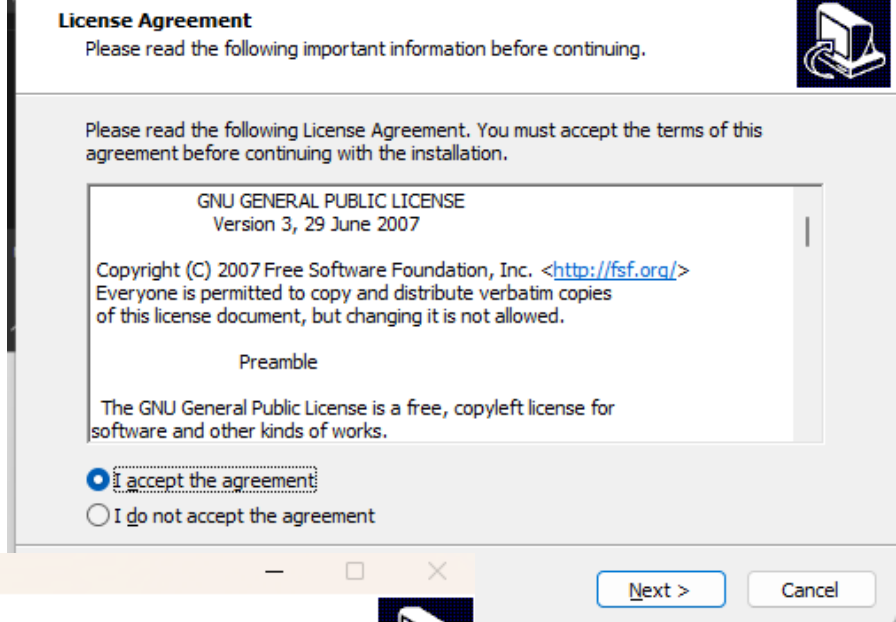 License Agreement
Please read the following important information before continuing.
Please read the following License Agreement. You must accept the terms of this
agreement before continuing with the installation.
GNU GENERAL PUBLIC LICENSE
Version 3, 29 June 2007
Copyright (C) 2007 Free Software Foundation, Inc. <http://fsf.org/>
Everyone is permitted to copy and distribute verbatim copies
of this license document, but changing it is not allowed.
Preamble
The GNU General Public License is a free, copyleft license for
software and other kinds of works.
I accept the agreement
I do not accept the agreement
Next >
Cancel